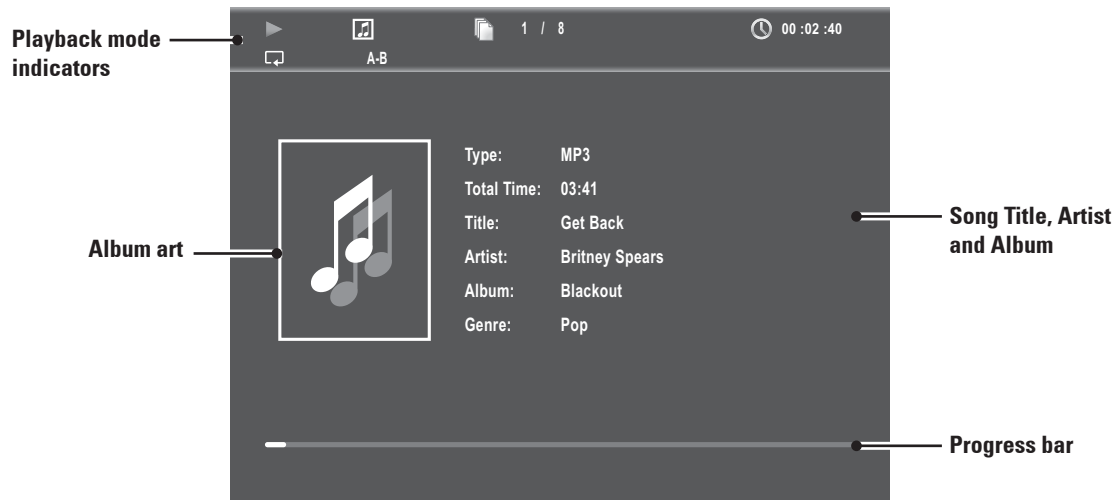 Playback mode
indicators
1 / 8
00 :02 :40
A-B
Album art
Type: MP3
Total Time: 03:41
Title: Get Back
Artist: Britney Spears
Album: Blackout
Genre: Pop
Song Title, Artist
and Album
Progress bar